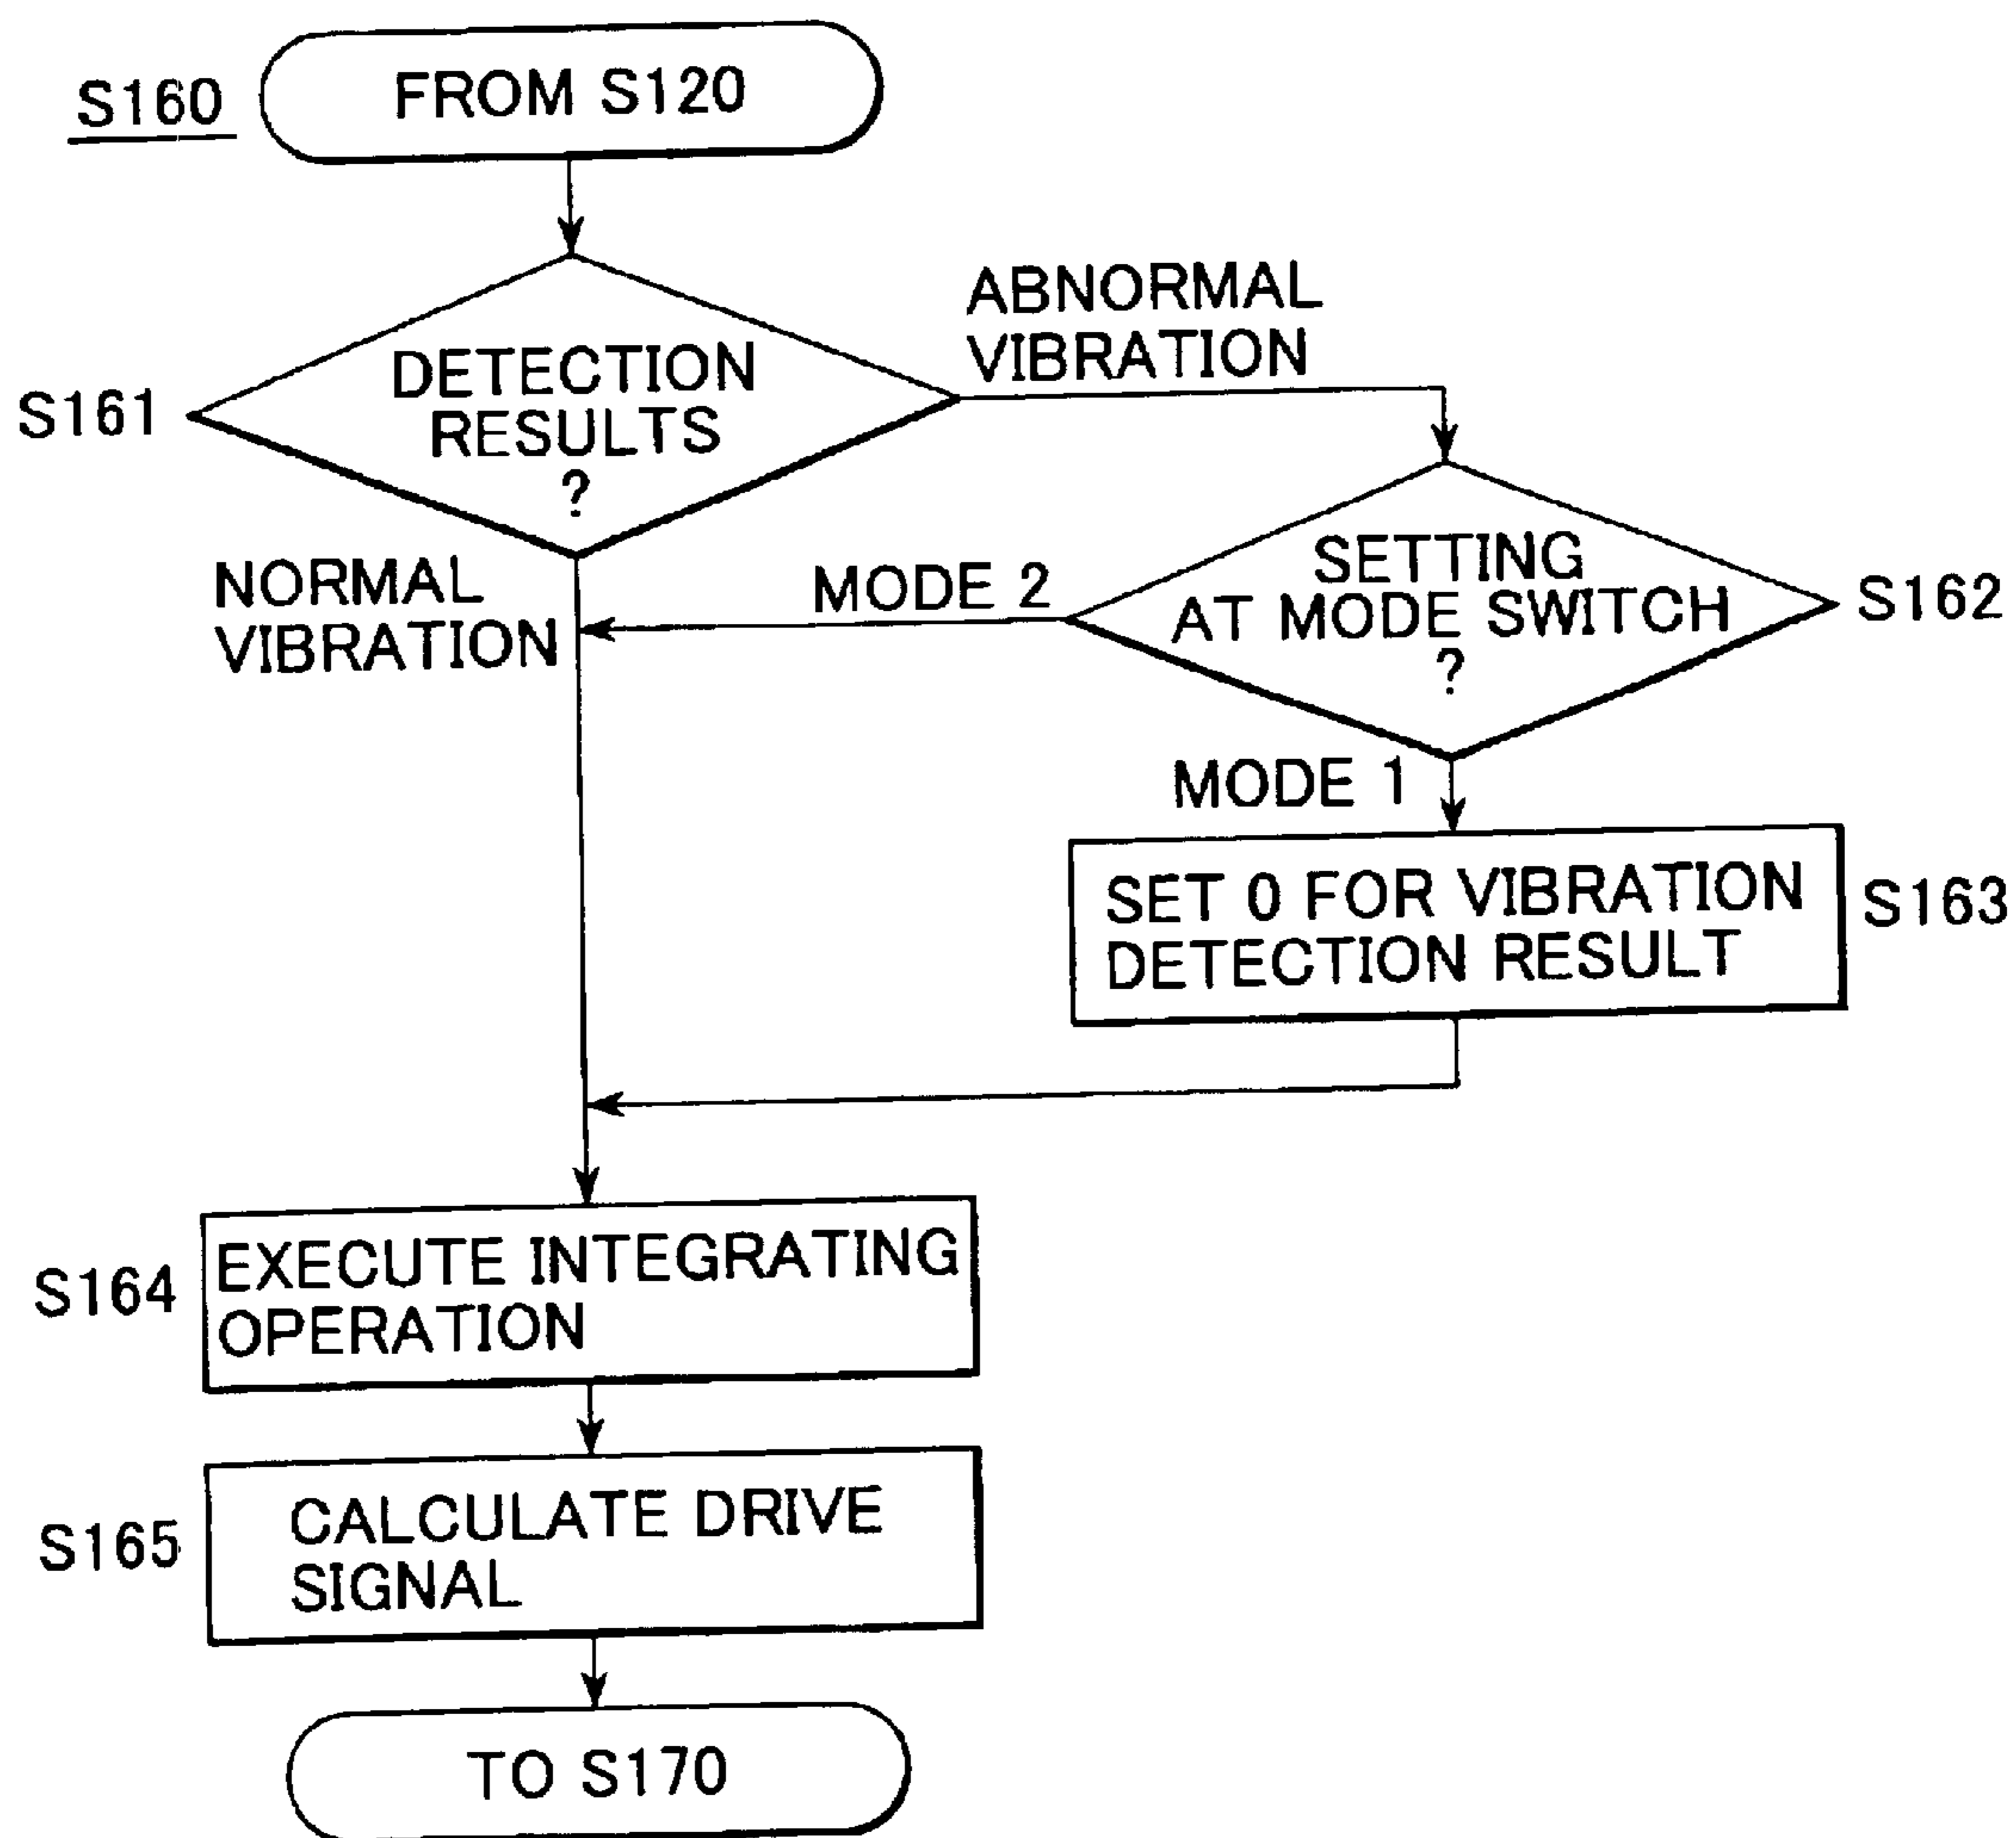 S160
FROM S120
ABNORMAL
VIBRATION
S161
DETECTION
RESULTS
?
NORMAL
VIBRATION
MODE 2
SETTING
AT MODE SWITCH
?
S162
MODE 1
SET 0 FOR VIBRATION
DETECTION RESULT
S163
S164
EXECUTE INTEGRATING
OPERATION
S165
CALCULATE DRIVE
SIGNAL
TO S170